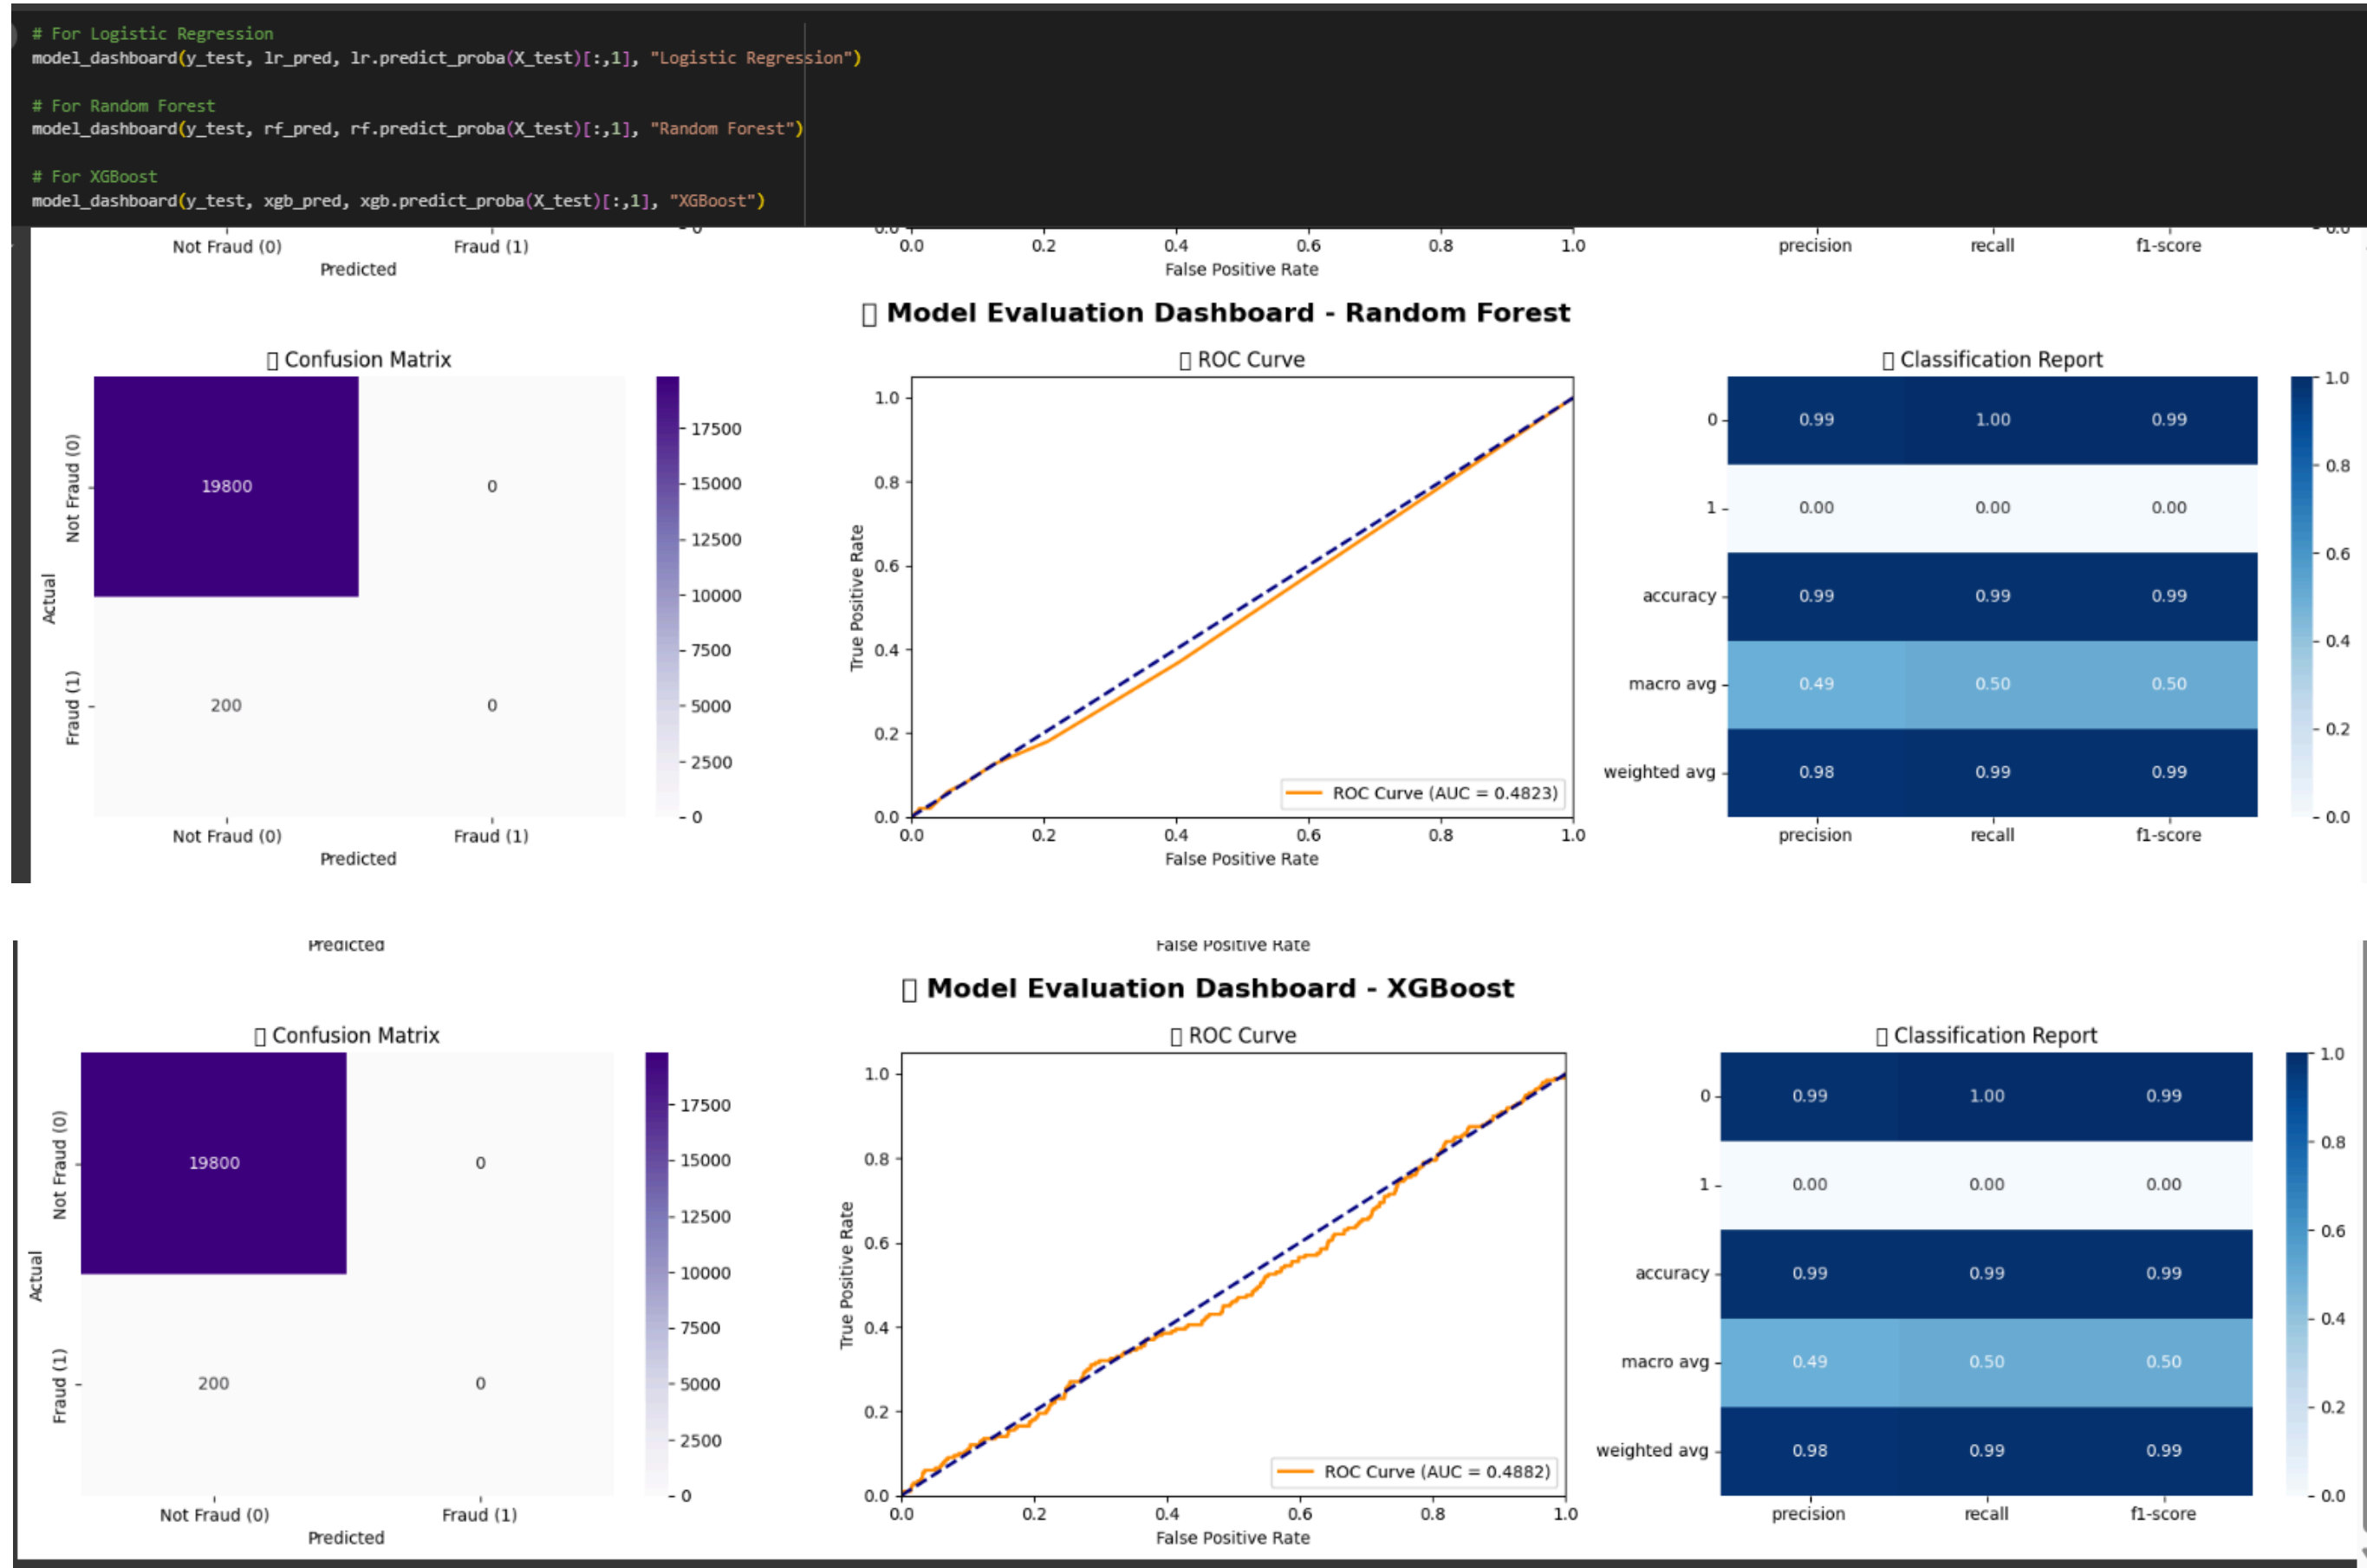 # For Logistic Regression
model_dashboard(y_test, lr_pred, lr.predict_proba(X_test)[:,1], "Logistic Regression")
# For Random Forest
model_dashboard(y_test, rf_pred, rf.predict_proba(X_test)[:,1], "Random Forest")
# For XGBoost
model_dashboard(y_test, xgb_pred, xgb.predict_proba(X_test)[:,1], "XGBoost")
0
0.0
0.0
Not Fraud (0) Fraud (1)
Predicted
0.0 0.2 0.4 0.6 0.8 1.0
False Positive Rate
precision recall f1-score
Model Evaluation Dashboard - Random Forest
Confusion Matrix
Actual
Not Fraud (0)
Fraud (1)
19800 0
200 0
Not Fraud (0) Fraud (1)
Predicted
17500
15000
12500
10000
7500
5000
2500
0
ROC Curve
True Positive Rate
1.0
0.8
0.6
0.4
0.2
0.0
ROC Curve (AUC = 0.4823)
0.0 0.2 0.4 0.6 0.8 1.0
False Positive Rate
Classification Report
0 0.99 1.00 0.99
1 0.00 0.00 0.00
accuracy 0.99 0.99 0.99
macro avg 0.49 0.50 0.50
weighted avg 0.98 0.99 0.99
precision recall f1-score
1.0
0.8
0.6
0.4
0.2
0.0
Predicted
False Positive Rate
Model Evaluation Dashboard - XGBoost
Confusion Matrix
Actual
Not Fraud (0)
Fraud (1)
19800 0
200 0
Not Fraud (0) Fraud (1)
Predicted
17500
15000
12500
10000
7500
5000
2500
0
ROC Curve
True Positive Rate
1.0
0.8
0.6
0.4
0.2
0.0
ROC Curve (AUC = 0.4882)
0.0 0.2 0.4 0.6 0.8 1.0
False Positive Rate
Classification Report
0 0.99 1.00 0.99
1 0.00 0.00 0.00
accuracy 0.99 0.99 0.99
macro avg 0.49 0.50 0.50
weighted avg 0.98 0.99 0.99
precision recall f1-score
1.0
0.8
0.6
0.4
0.2
0.0